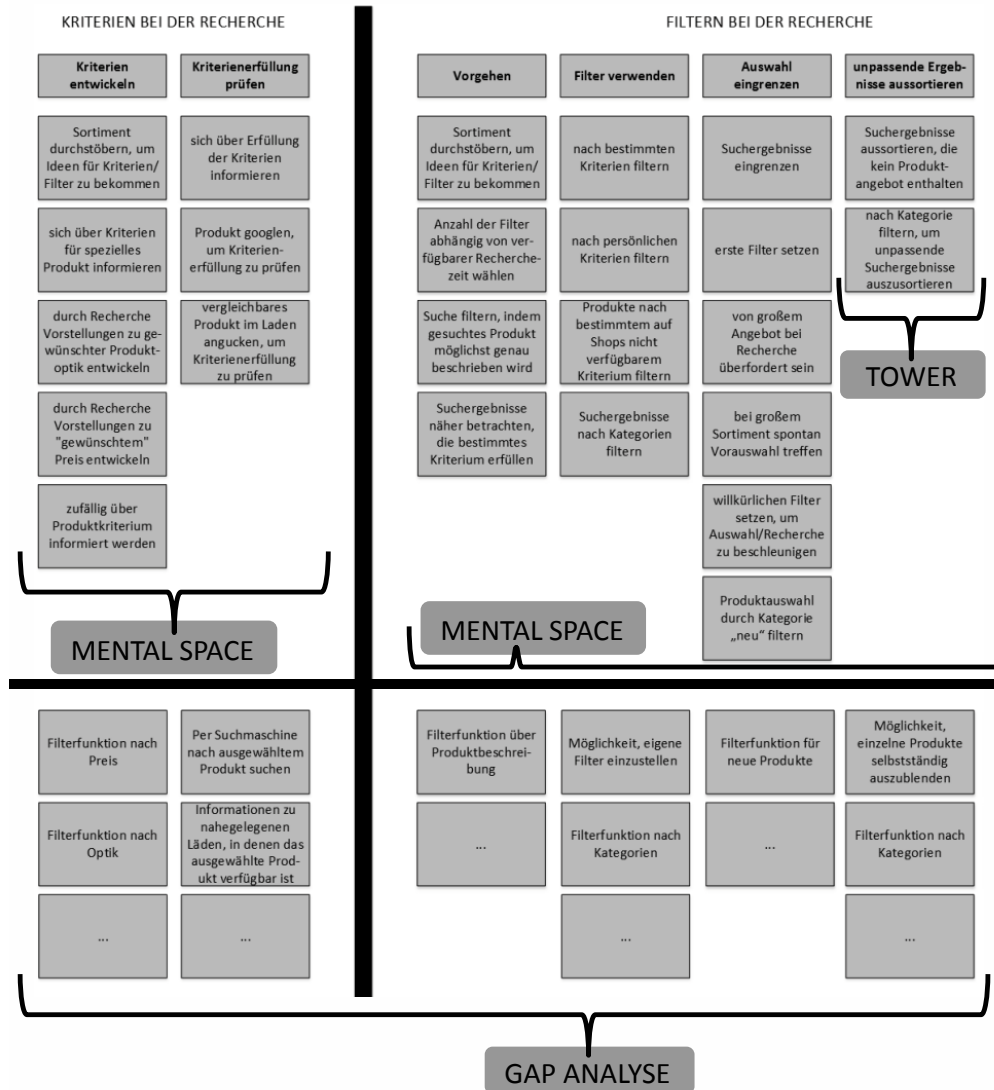 KRITERIEN BEI DER RECHERCHE
Kriterien
entwickeln
Kriterienerfüllung
prüfen
Sortiment
durchstöbern, um
Ideen für Kriterien/
Filter zu bekommen
sich über Erfüllung
der Kriterien
informieren
sich über Kriterien
für spezielles
Produkt informieren
Produkt googlen,
um Kriterien-
erfüllung zu prüfen
durch Recherche
Vorstellungen zu ge-
wünschter Produkt-
optik entwickeln
vergleichbares
Produkt im Laden
angucken, um
Kriterienerfüllung
zu prüfen
durch Recherche
Vorstellungen zu
"gewünschtem"
Preis entwickeln
zufällig über
Produktkriterium
informiert werden
MENTAL SPACE
FILTERN BEI DER RECHERCHE
Vorgehen
Filter verwenden
Auswahl
eingrenzen
unpassende Ergeb-
nisse aussortieren
Sortiment
durchstöbern, um
Ideen für Kriterien/
Filter zu bekommen
nach bestimmten
Kriterien filtern
Suchergebnisse
eingrenzen
Suchergebnisse
aussortieren, die
kein Produkt-
angebot enthalten
Anzahl der Filter
abhängig von ver-
fügbarer Recherche-
zeit wählen
nach persönlichen
Kriterien filtern
erste Filter setzen
nach Kategorie
filtern, um
unpassende
Suchergebnisse
auszusortieren
Suche filtern, indem
gesuchtes Produkt
möglichst genau
beschrieben wird
Produkte nach
bestimmtem auf
Shops nicht
verfügbarem
Kriterium filtern
von großem
Angebot bei
Recherche
überfordert sein
TOWER
Suchergebnisse
näher betrachten,
die bestimmtes
Kriterium erfüllen
Suchergebnisse
nach Kategorien
filtern
bei großem
Sortiment spontan
Vorauswahl treffen
willkürlichen Filter
setzen, um
Auswahl/Recherche
zu beschleunigen
Produktauswahl
durch Kategorie
„neu“ filtern
MENTAL SPACE
Filterfunktion nach
Preis
Per Suchmaschine
nach ausgewähltem
Produkt suchen
Filterfunktion nach
Optik
Informationen zu
nahegelegenen
Läden, in denen das
ausgewählte Pro-
dukt verfügbar ist
...
...
Filterfunktion über
Produktbeschrei-
bung
Möglichkeit, eigene
Filter einzustellen
Filterfunktion für
neue Produkte
Möglichkeit,
einzelne Produkte
selbstständig
auszublenden
...
Filterfunktion nach
Kategorien
...
Filterfunktion nach
Kategorien
...
...
GAP ANALYSE